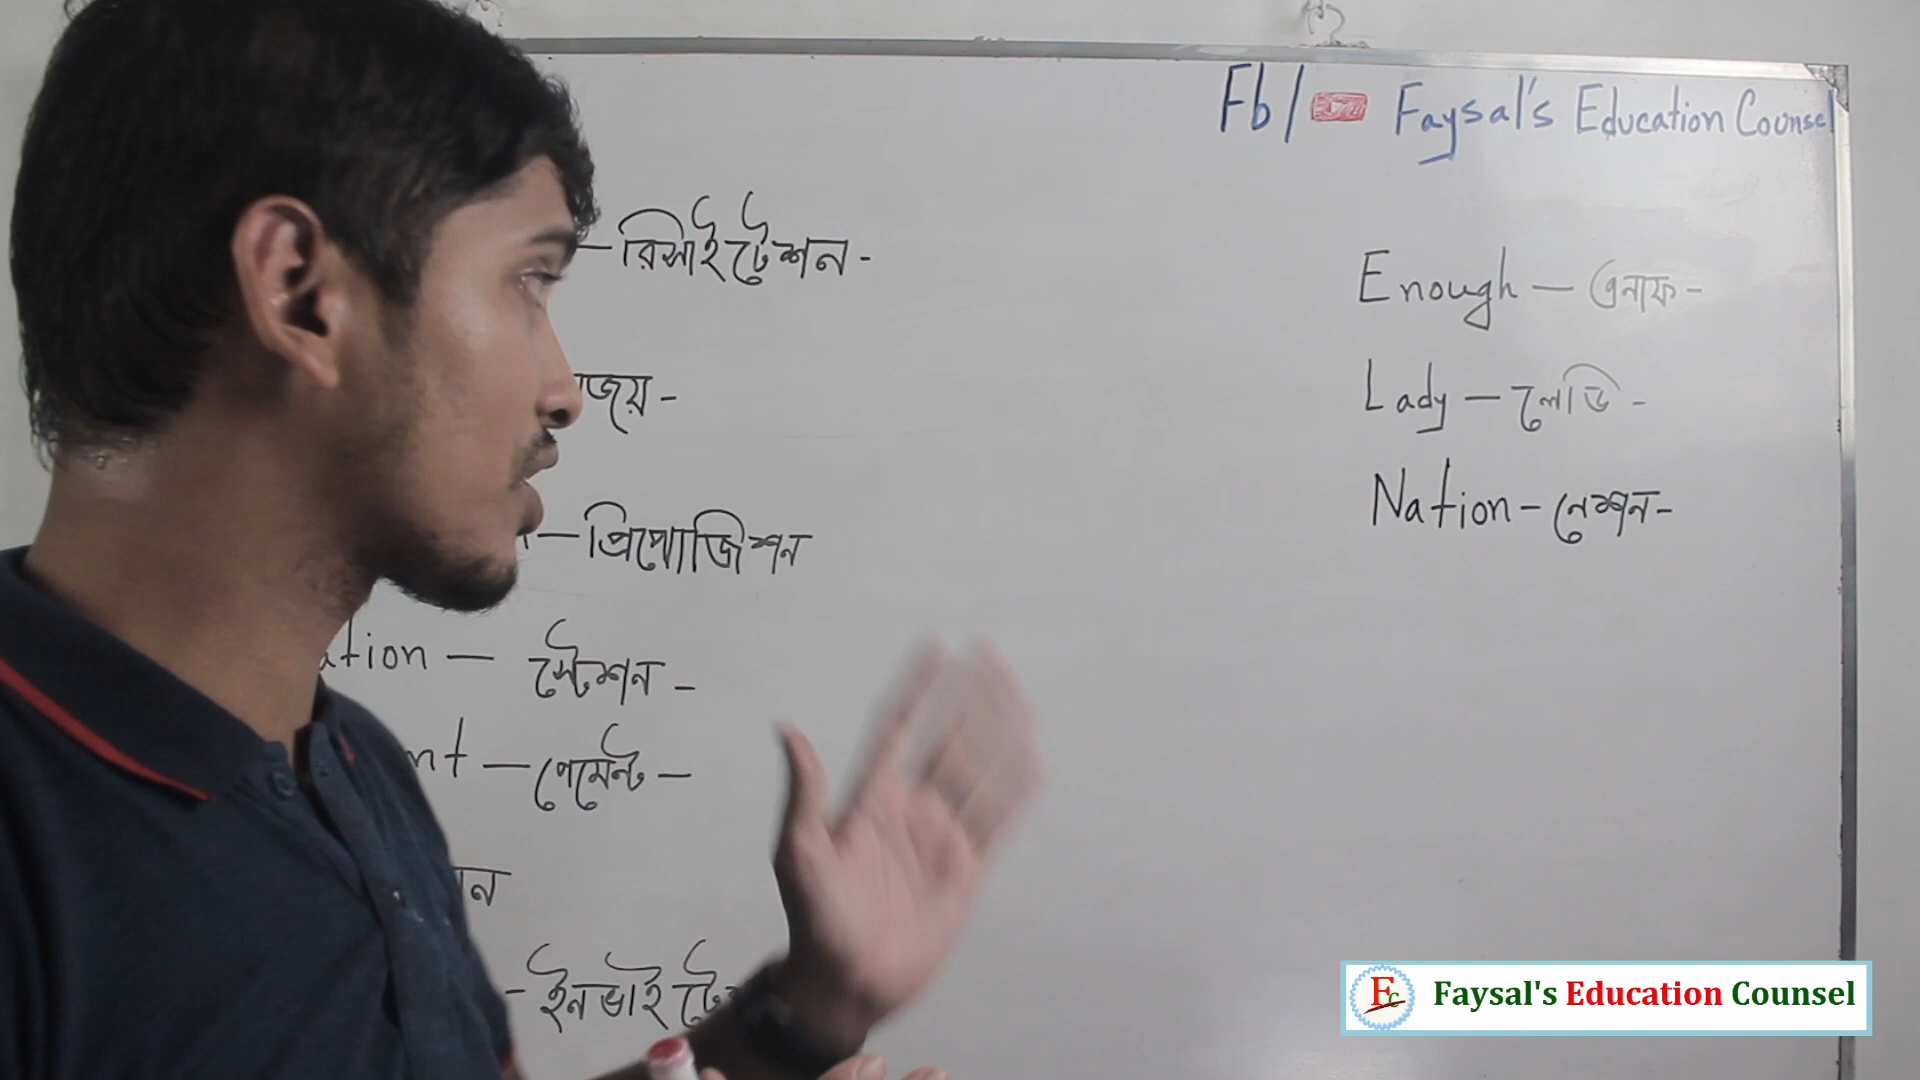 Fb/ Faysal's Education Counsel
— রিসাইটেশন -
জয় -
— প্রিপোজিশন
ation — স্টেশন -
nt — পেমেন্ট —
ন
- ইনভাইটে
Enough — এনাফ -
Lady — লেডি -
Nation - নেশন -
Ec Faysal's Education Counsel